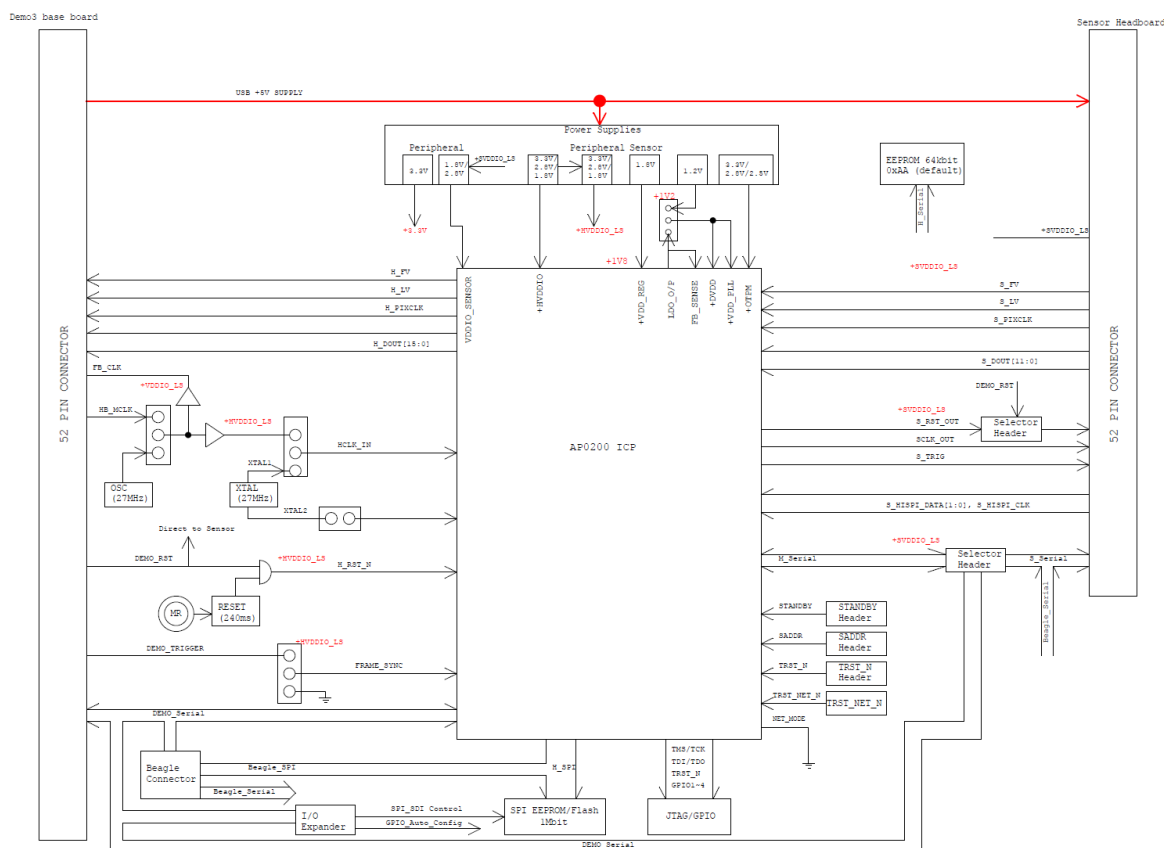 Demo3 base board
Sensor Headboard
USB +5V SUPPLY
Power Supplies
Peripheral
Peripheral Sensor
3.3V
1.8V/
2.8V
+SVDDIO_LS
3.3V/
2.8V/
1.8V
3.3V/
2.8V/
1.8V
1.8V
1.2V
3.3V/
2.8V/2.5V
EEPROM 64kbit
0xAA (default)
H_Serial
+3.3V
+HVDDIO_LS
+1V2
+1V8
+SVDDIO_LS
+SVDDIO_LS
VDDIO_SENSOR
+HVDDIO
+VDD_REG
LDO_O/P
FB_SENSE
+DVDD
+VDD_PLL
+OTPM
52 PIN CONNECTOR
52 PIN CONNECTOR
H_FV
H_LV
H_PIXCLK
H_DOUT[15:0]
S_FV
S_LV
S_PIXCLK
S_DOUT[11:0]
FB_CLK
+VDDIO_LS
HB_MCLK
+HVDDIO_LS
HCLK_IN
OSC
(27MHz)
XTAL1
XTAL
(27MHz)
XTAL2
AP0200 ICP
DEMO_RST
+SVDDIO_LS
S_RST_OUT
Selector
Header
SCLK_OUT
S_TRIG
S_HISPI_DATA[1:0], S_HISPI_CLK
Direct to Sensor
DEMO_RST
+HVDDIO_LS
H_RST_N
MR
RESET
(240ms)
+SVDDIO_LS
M_Serial
Selector
Header
S_Serial
Beagle_Serial
STANDBY
STANDBY
Header
SADDR
SADDR
Header
TRST_N
TRST_N
Header
TRST_NET_N
TRST_NET_N
NET_MODE
DEMO_TRIGGER
+HVDDIO_LS
FRAME_SYNC
DEMO_Serial
Beagle
Connector
Beagle_SPI
Beagle_Serial
H_SPI
TMS/TCK
TDI/TDO
TRST_N
GPIO1~4
I/O
Expander
SPI_SDI Control
GPIO_Auto_Config
SPI EEPROM/Flash
1Mbit
JTAG/GPIO
DEMO Serial